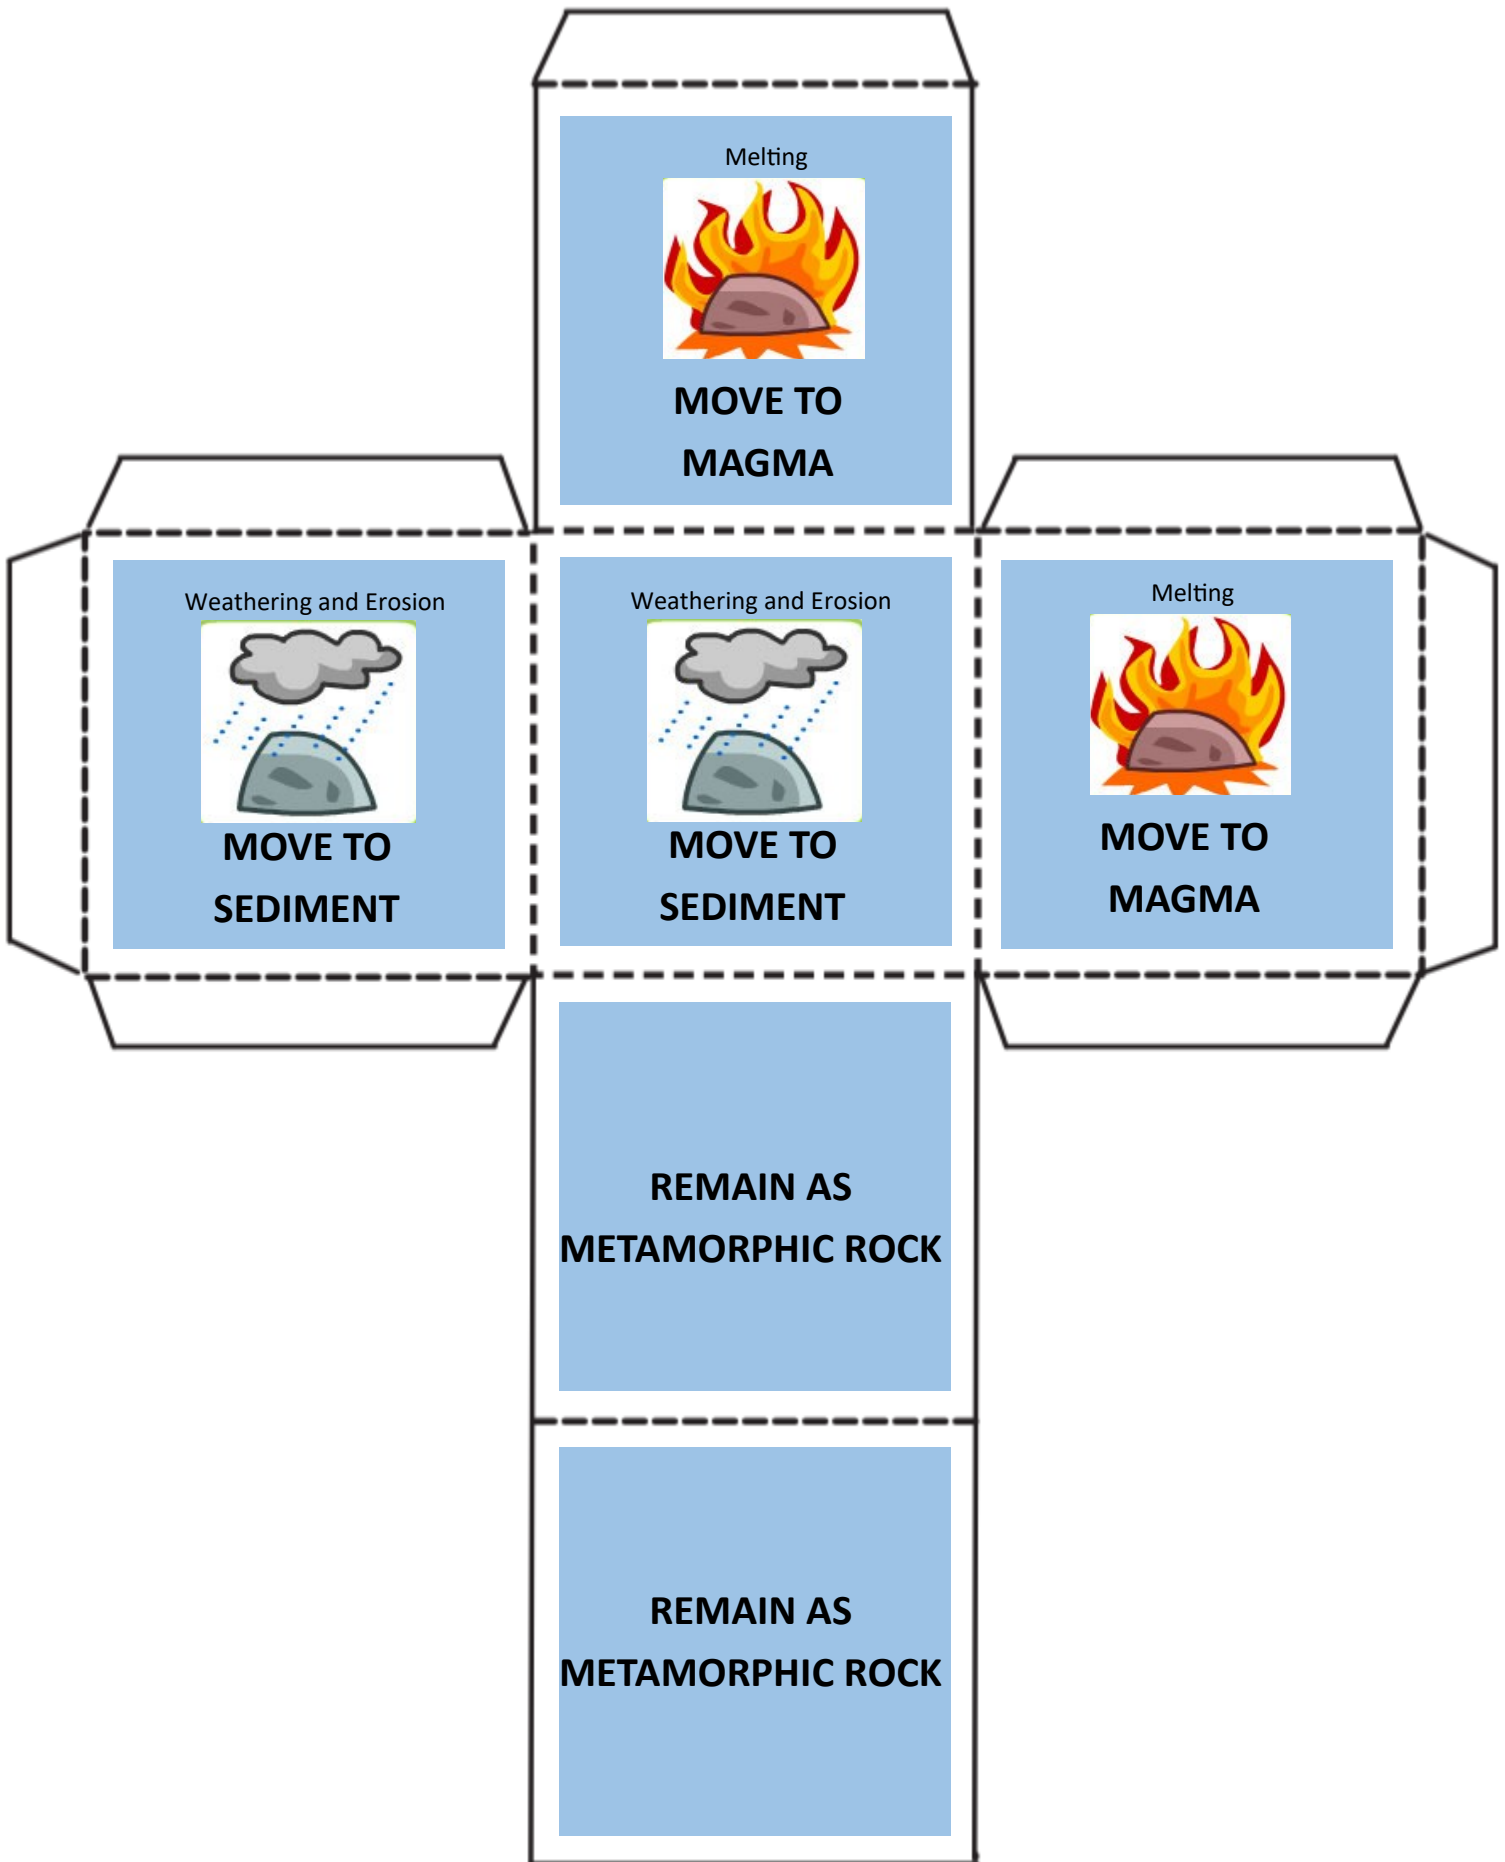 Melting
MOVE TO
MAGMA
Weathering and Erosion
MOVE TO
SEDIMENT
Weathering and Erosion
MOVE TO
SEDIMENT
Melting
MOVE TO
MAGMA
REMAIN AS
METAMORPHIC ROCK
REMAIN AS
METAMORPHIC ROCK